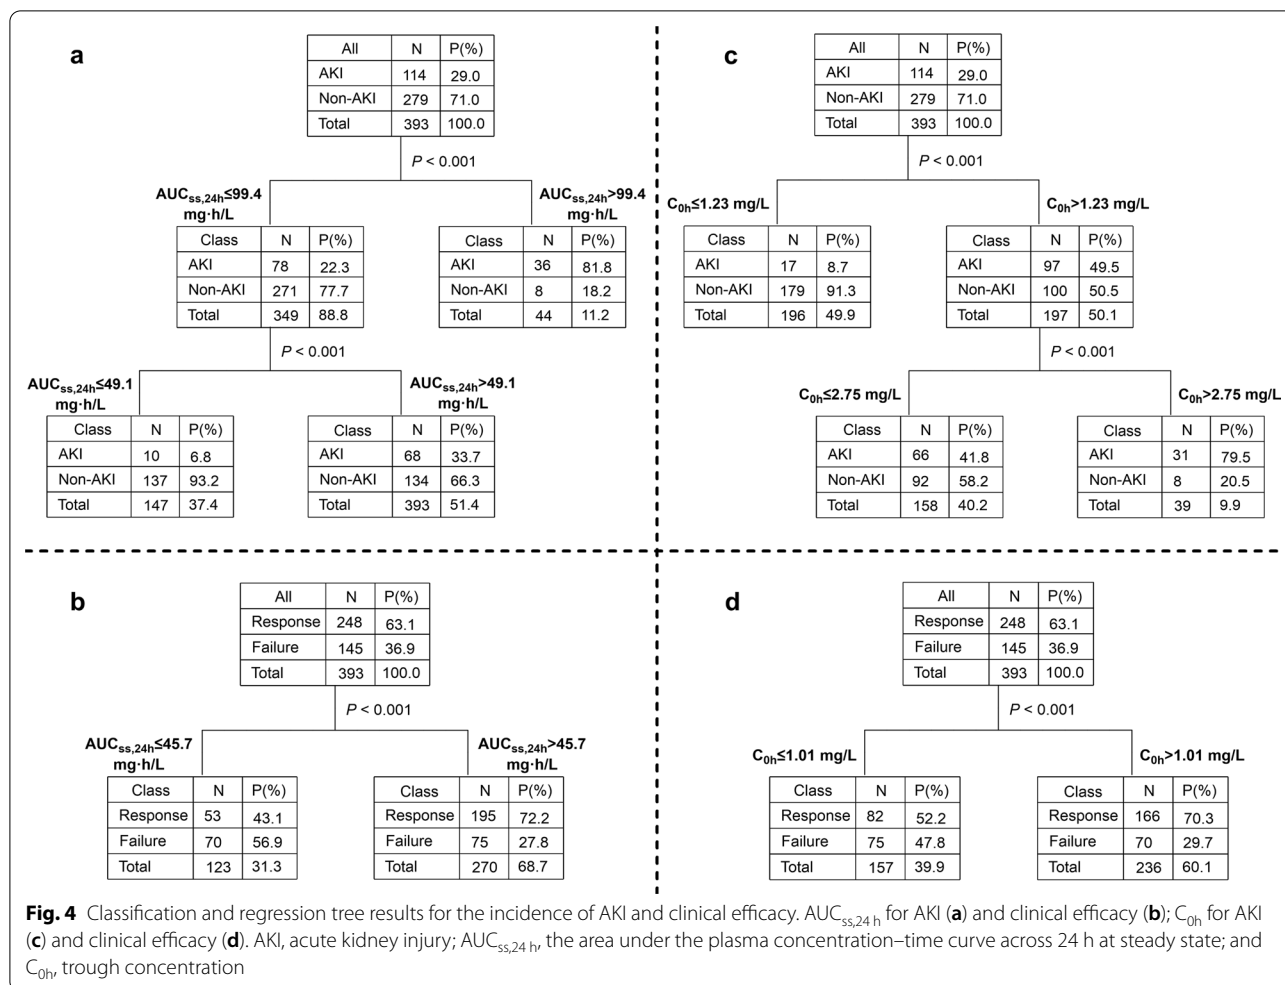 a
All N P(%)
AKI 114 29.0
Non-AKI 279 71.0
Total 393 100.0
P < 0.001
AUCss,24h≤99.4
mg·h/L
AUCss,24h>99.4
mg·h/L
Class N P(%)
AKI 78 22.3
Non-AKI 271 77.7
Total 349 88.8
Class N P(%)
AKI 36 81.8
Non-AKI 8 18.2
Total 44 11.2
P < 0.001
AUCss,24h≤49.1
mg·h/L
AUCss,24h>49.1
mg·h/L
Class N P(%)
AKI 10 6.8
Non-AKI 137 93.2
Total 147 37.4
Class N P(%)
AKI 68 33.7
Non-AKI 134 66.3
Total 393 51.4
c
All N P(%)
AKI 114 29.0
Non-AKI 279 71.0
Total 393 100.0
P < 0.001
C0h≤1.23 mg/L
C0h>1.23 mg/L
Class N P(%)
AKI 17 8.7
Non-AKI 179 91.3
Total 196 49.9
Class N P(%)
AKI 97 49.5
Non-AKI 100 50.5
Total 197 50.1
P < 0.001
C0h≤2.75 mg/L
C0h>2.75 mg/L
Class N P(%)
AKI 66 41.8
Non-AKI 92 58.2
Total 158 40.2
Class N P(%)
AKI 31 79.5
Non-AKI 8 20.5
Total 39 9.9
b
All N P(%)
Response 248 63.1
Failure 145 36.9
Total 393 100.0
P < 0.001
AUCss,24h≤45.7
mg·h/L
AUCss,24h>45.7
mg·h/L
Class N P(%)
Response 53 43.1
Failure 70 56.9
Total 123 31.3
Class N P(%)
Response 195 72.2
Failure 75 27.8
Total 270 68.7
d
All N P(%)
Response 248 63.1
Failure 145 36.9
Total 393 100.0
P < 0.001
C0h≤1.01 mg/L
C0h>1.01 mg/L
Class N P(%)
Response 82 52.2
Failure 75 47.8
Total 157 39.9
Class N P(%)
Response 166 70.3
Failure 70 29.7
Total 236 60.1
Fig. 4 Classification and regression tree results for the incidence of AKI and clinical efficacy. AUCss,24 h for AKI (a) and clinical efficacy (b); C0h for AKI
(c) and clinical efficacy (d). AKI, acute kidney injury; AUCss,24 h, the area under the plasma concentration–time curve across 24 h at steady state; and
C0h, trough concentration